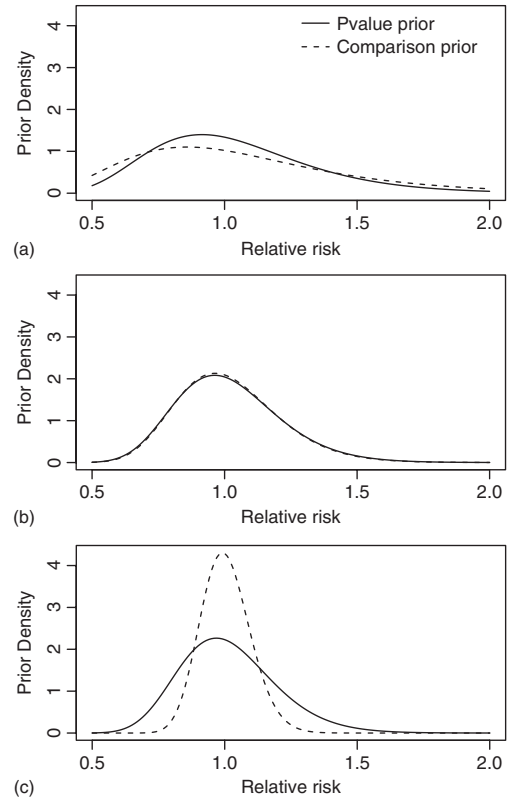 Pvalue prior
Comparison prior
Prior Density
0
1
2
3
4
0.5 1.0 1.5 2.0
Relative risk
(a)
Prior Density
0
1
2
3
4
0.5 1.0 1.5 2.0
Relative risk
(b)
Prior Density
0
1
2
3
4
0.5 1.0 1.5 2.0
Relative risk
(c)